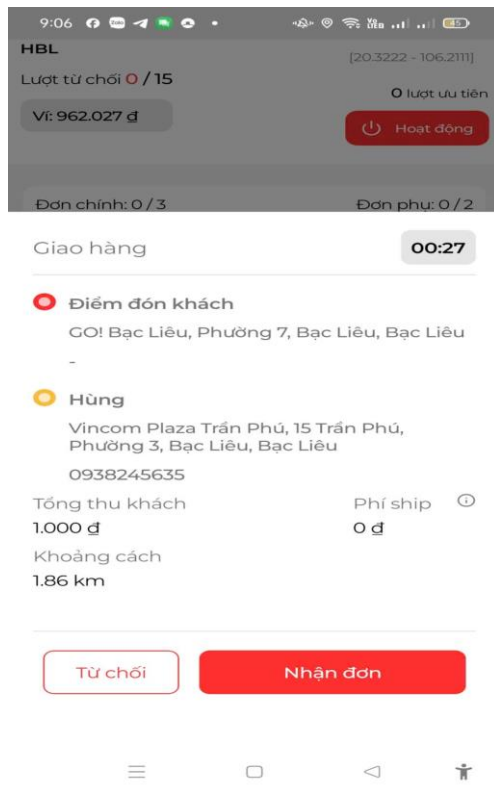 9:06
HBL
[20.3222 - 106.2111]
Lượt từ chối 0 / 15
0 lượt ưu tiên
Ví: 962.027 ₫
Hoạt động
Đơn chính: 0 / 3
Đơn phụ: 0 / 2
Giao hàng
00:27
Điểm đón khách
GO! Bạc Liêu, Phường 7, Bạc Liêu, Bạc Liêu
-
Hùng
Vincom Plaza Trần Phú, 15 Trần Phú,
Phường 3, Bạc Liêu, Bạc Liêu
0938245635
Tổng thu khách
Phí ship
1.000 ₫
0 ₫
Khoảng cách
1.86 km
Từ chối
Nhận đơn